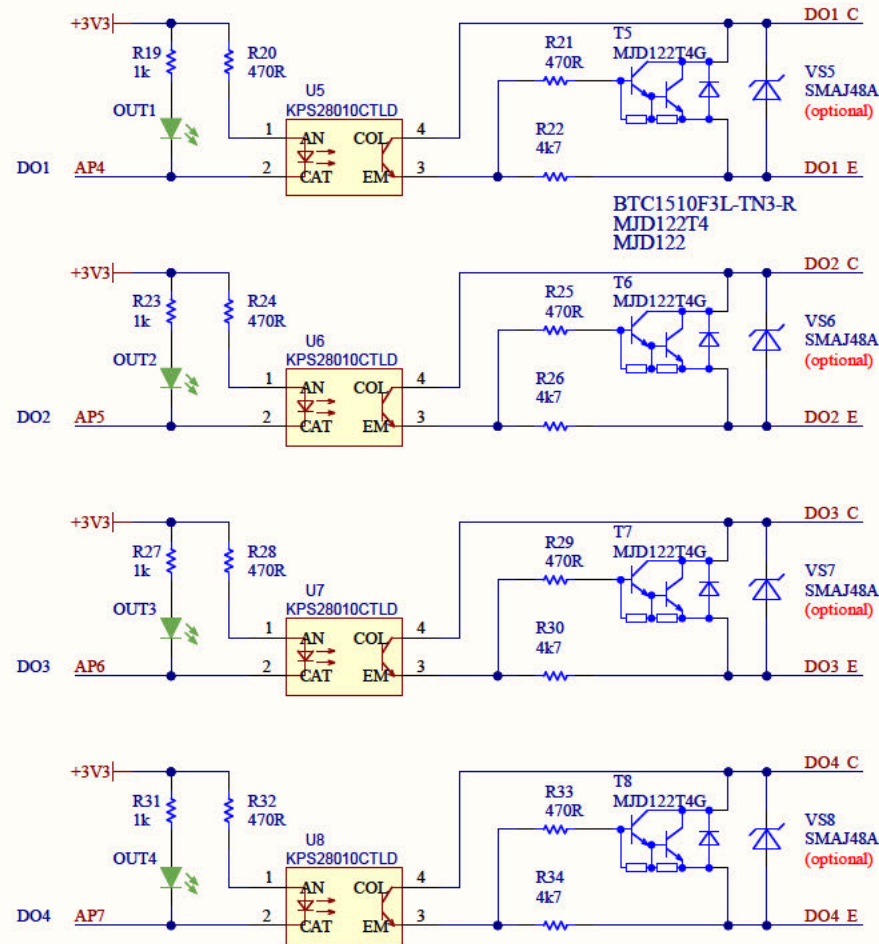 DO1 C
+3V3
R19
1k
R20
470R
R21
470R
T5
MJD122T4G
U5
KPS28010CTLD
VS5
SMAJ48A
(optional)
OUT1
1
AN
COL
4
R22
4k7
DO1
AP4
2
CAT
EM
3
DO1 E
BTC1510F3L-TN3-R
MJD122T4
MJD122
DO2 C
+3V3
R23
1k
R24
470R
R25
470R
T6
MJD122T4G
U6
KPS28010CTLD
VS6
SMAJ48A
(optional)
OUT2
1
AN
COL
4
R26
4k7
DO2
AP5
2
CAT
EM
3
DO2 E
DO3 C
+3V3
R27
1k
R28
470R
R29
470R
T7
MJD122T4G
U7
KPS28010CTLD
VS7
SMAJ48A
(optional)
OUT3
1
AN
COL
4
R30
4k7
DO3
AP6
2
CAT
EM
3
DO3 E
DO4 C
+3V3
R31
1k
R32
470R
R33
470R
T8
MJD122T4G
U8
KPS28010CTLD
VS8
SMAJ48A
(optional)
OUT4
1
AN
COL
4
R34
4k7
DO4
AP7
2
CAT
EM
3
DO4 E